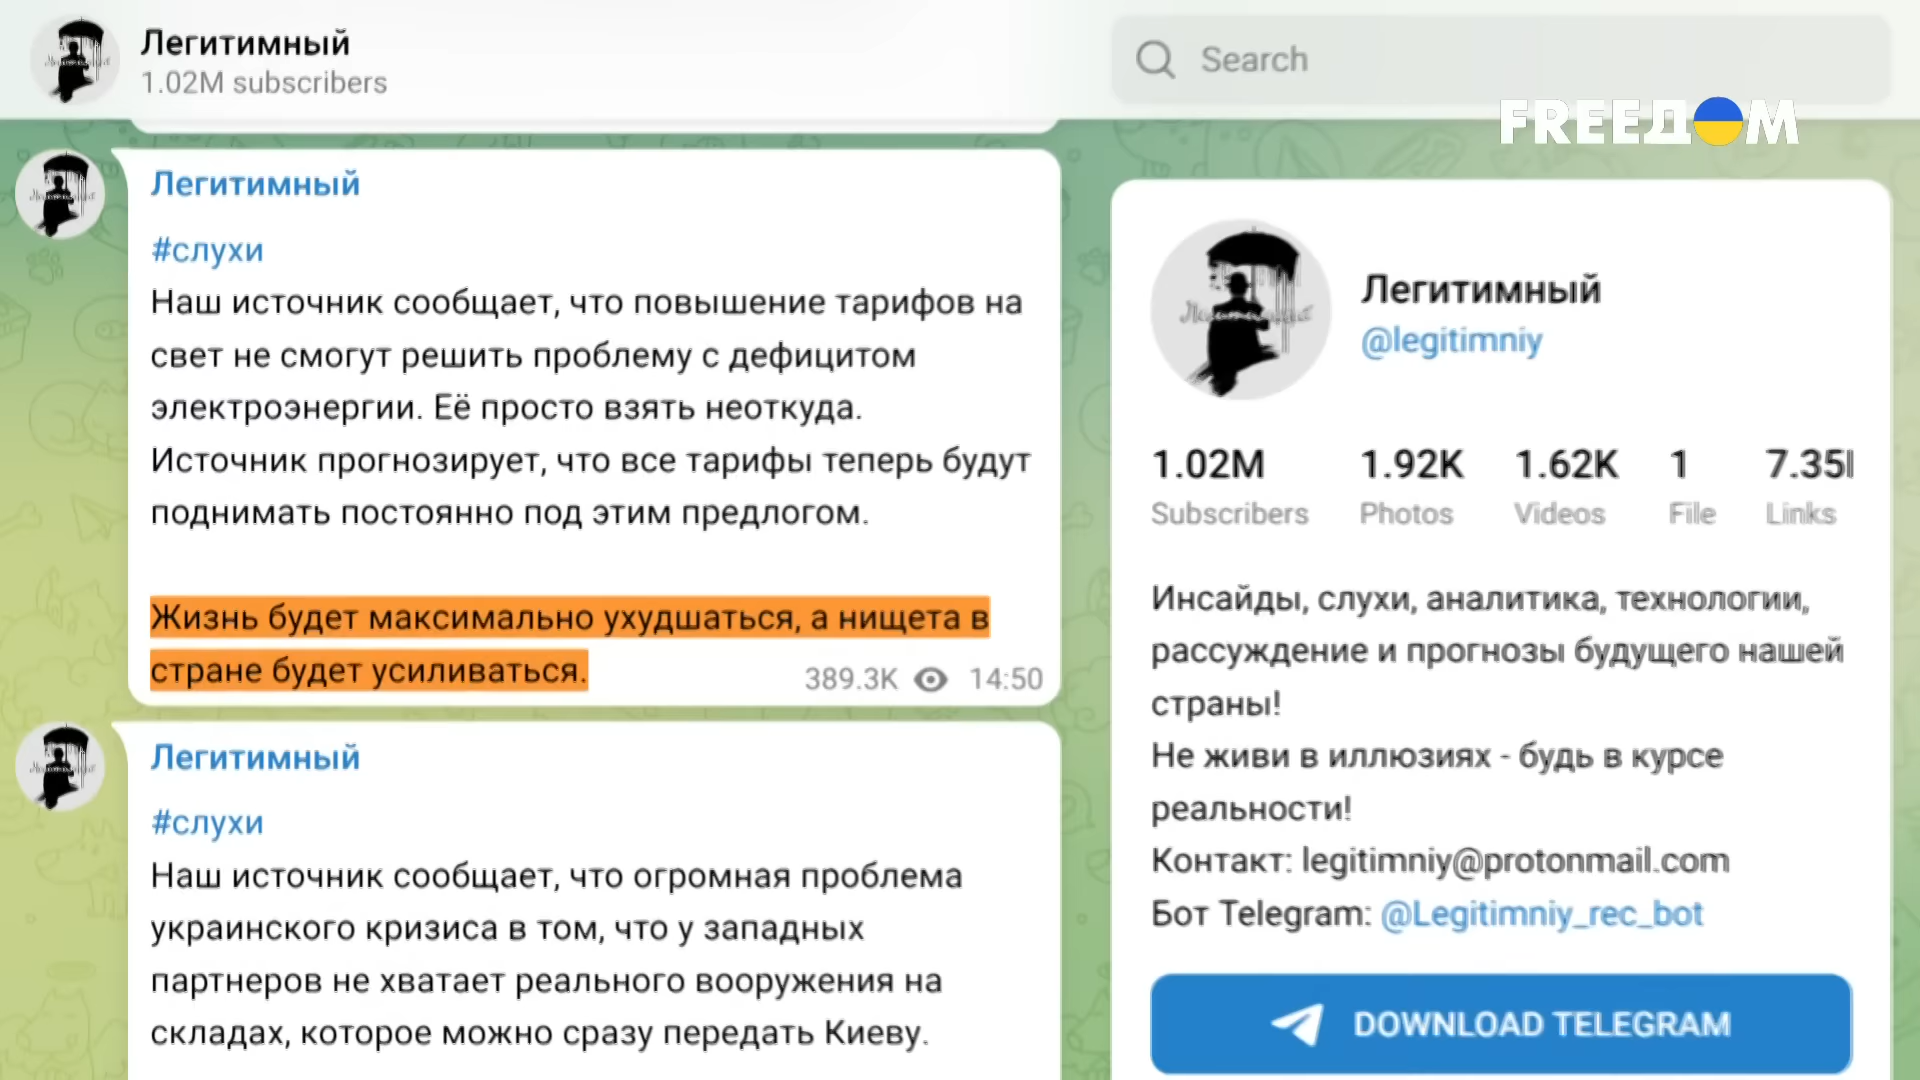 Легитимный
1.02M subscribers
Search
FREEДOM
Легитимный
#слухи
Наш источник сообщает, что повышение тарифов на
свет не смогут решить проблему с дефицитом
электроэнергии. Её просто взять неоткуда.
Источник прогнозирует, что все тарифы теперь будут
поднимать постоянно под этим предлогом.
Жизнь будет максимально ухудшаться, а нищета в
стране будет усиливаться.
389.3K 14:50
Легитимный
#слухи
Наш источник сообщает, что огромная проблема
украинского кризиса в том, что у западных
партнеров не хватает реального вооружения на
складах, которое можно сразу передать Киеву.
Легитимный
@legitimniy
1.02M 1.92K 1.62K 1 7.35
Subscribers Photos Videos File Links
Инсайды, слухи, аналитика, технологии,
рассуждение и прогнозы будущего нашей
страны!
Не живи в иллюзиях - будь в курсе
реальности!
Контакт: legitimniy@protonmail.com
Бот Telegram: @Legitimniy_rec_bot
DOWNLOAD TELEGRAM